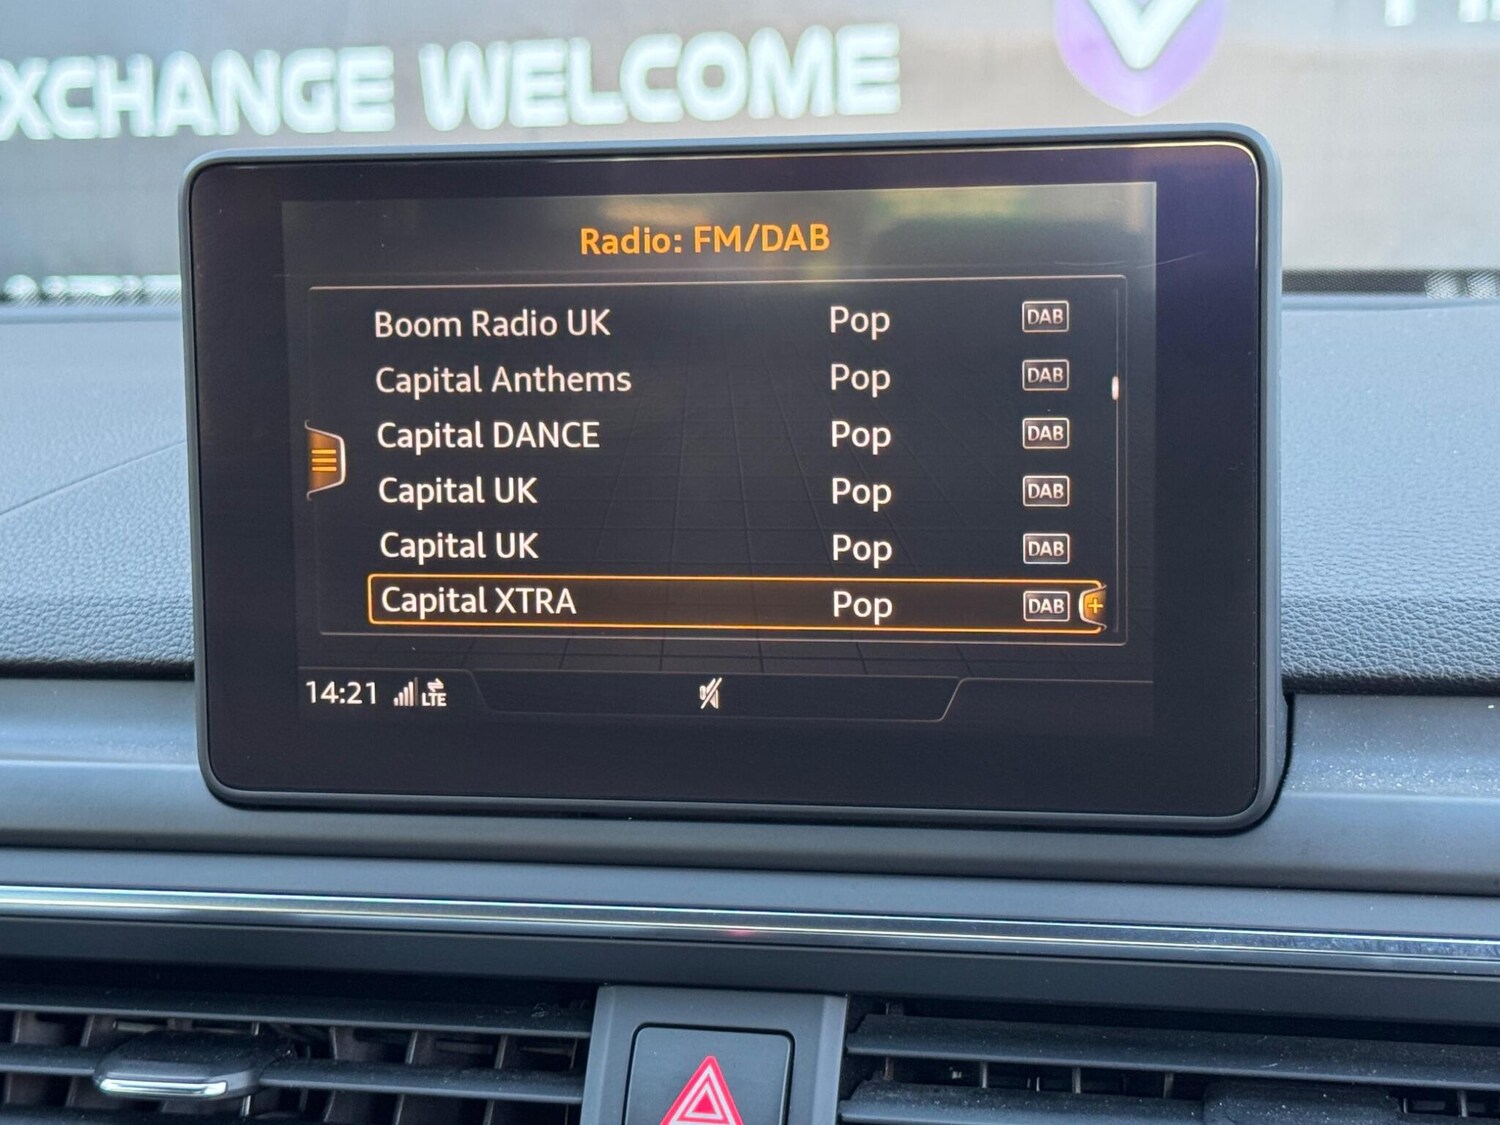 XCHANGE WELCOME
Radio: FM/DAB
Boom Radio UK Pop DAB
Capital Anthems Pop DAB
Capital DANCE Pop DAB
Capital UK Pop DAB
Capital UK Pop DAB
Capital XTRA Pop DAB +
14:21 LTE